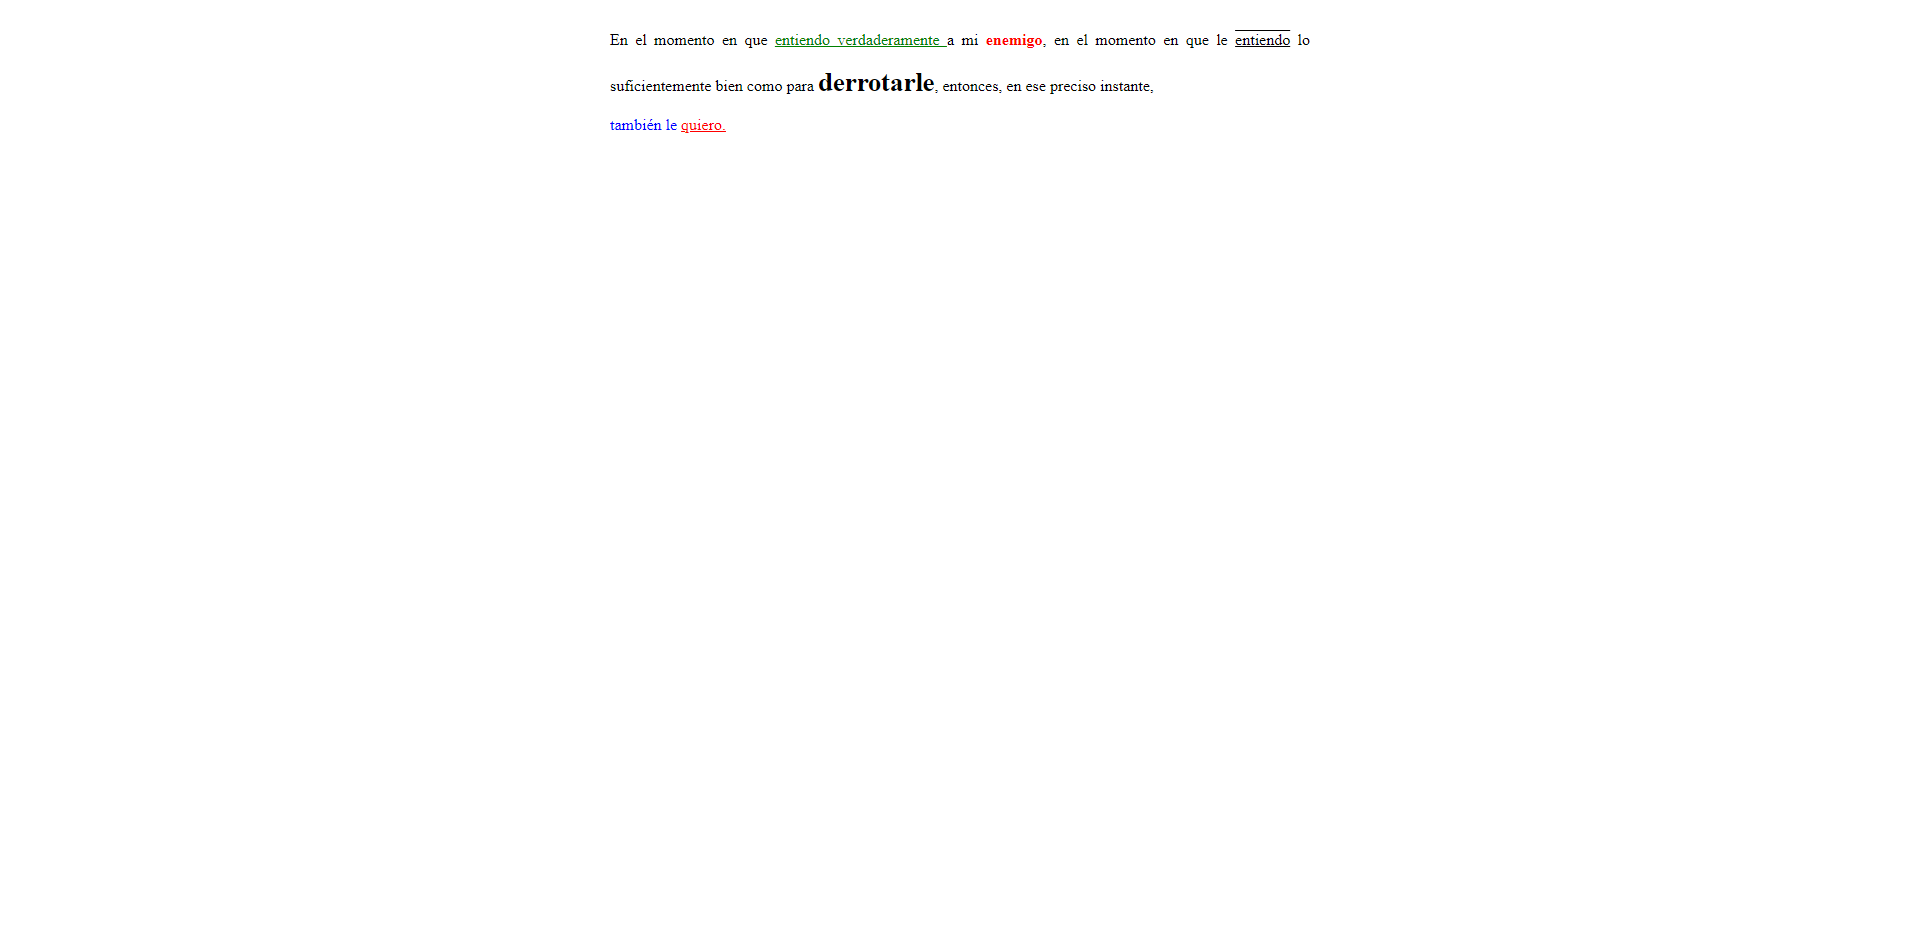 En el momento en que entiendo verdaderamente a mi enemigo, en el momento en que le entiendo lo
suficientemente bien como para derrotarle, entonces, en ese preciso instante,
también le quiero.